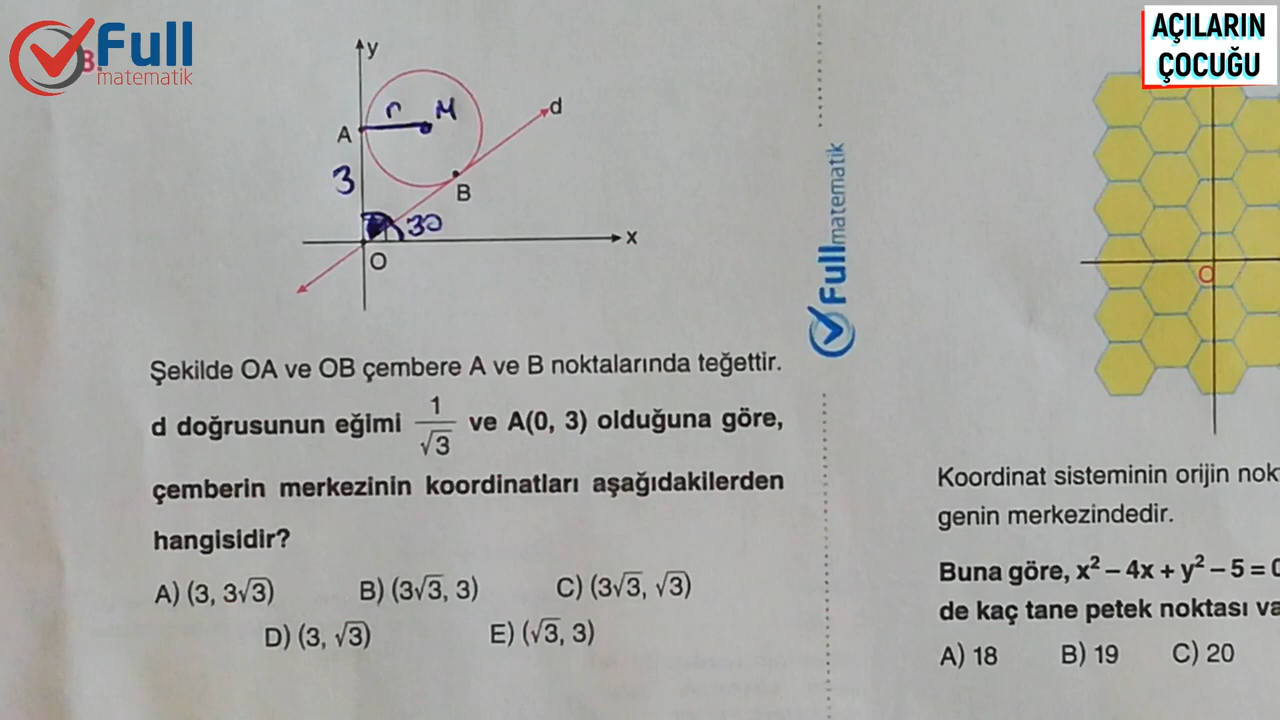 Full
matematik
3.
AÇILARIN
ÇOCUĞU
y
r M
d
A
3
B
30
x
O
Full matematik
O
Şekilde OA ve OB çembere A ve B noktalarında teğettir.
d doğrusunun eğimi 1/√3 ve A(0, 3) olduğuna göre,
çemberin merkezinin koordinatları aşağıdakilerden
hangisidir?
A) (3, 3√3) B) (3√3, 3) C) (3√3, √3)
D) (3, √3) E) (√3, 3)
Koordinat sisteminin orijin nok
genin merkezindedir.
Buna göre, x² – 4x + y² – 5 = 0
de kaç tane petek noktası va
A) 18 B) 19 C) 20